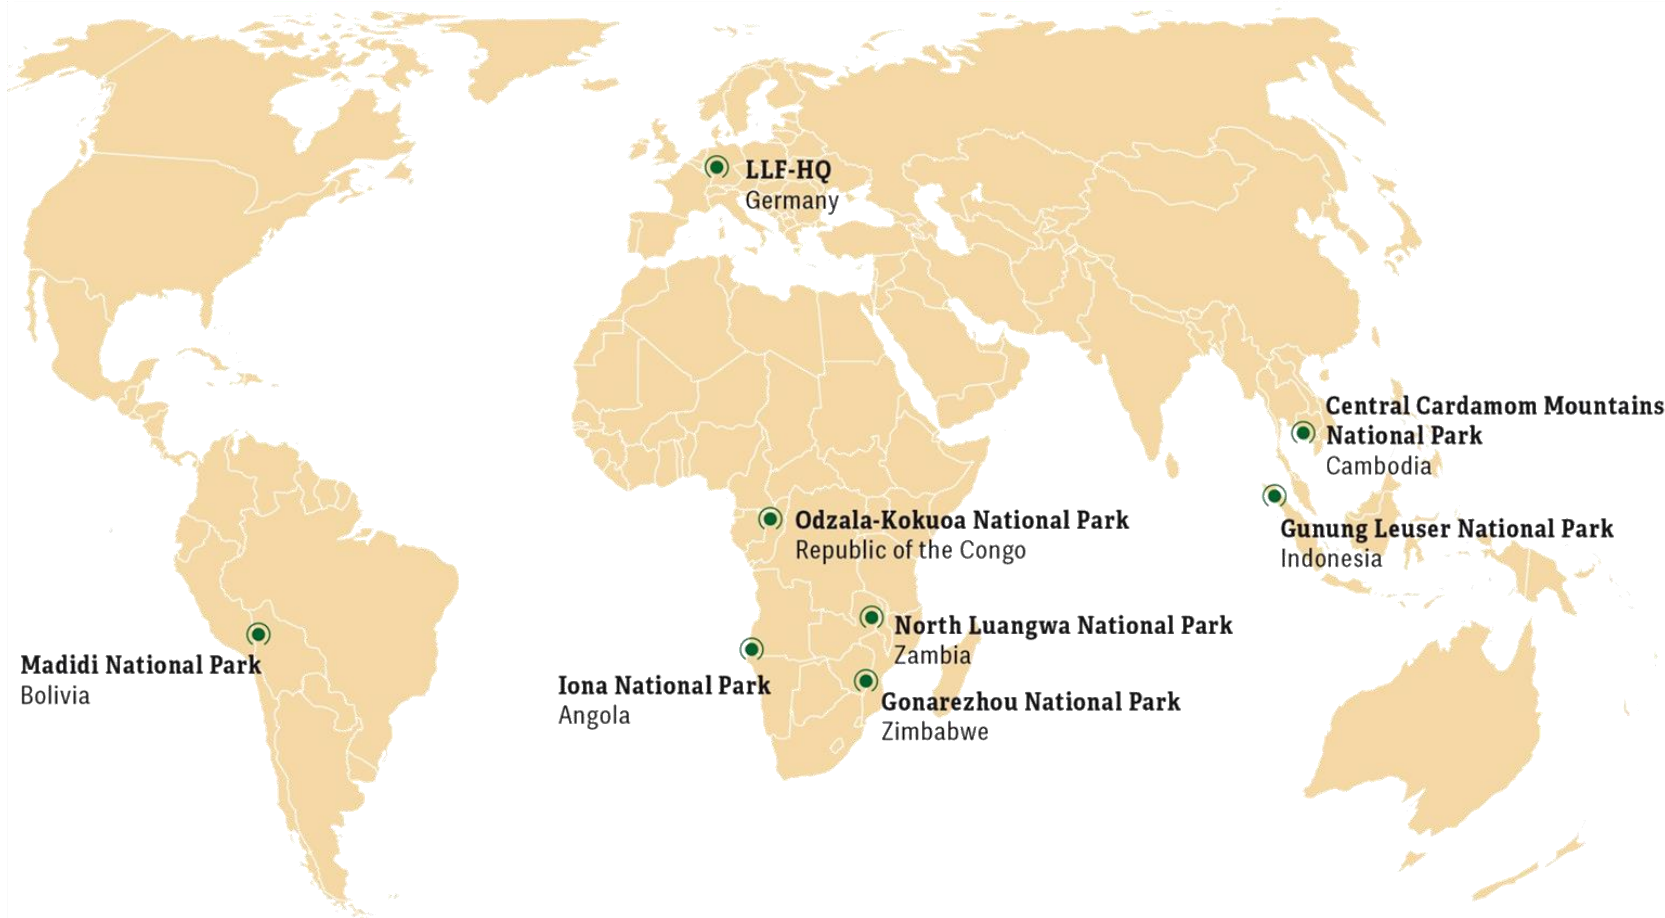 LLF-HQ
Germany
Central Cardamom Mountains
National Park
Cambodia
Gunung Leuser National Park
Indonesia
Odzala-Kokuoa National Park
Republic of the Congo
North Luangwa National Park
Zambia
Madidi National Park
Bolivia
Iona National Park
Angola
Gonarezhou National Park
Zimbabwe